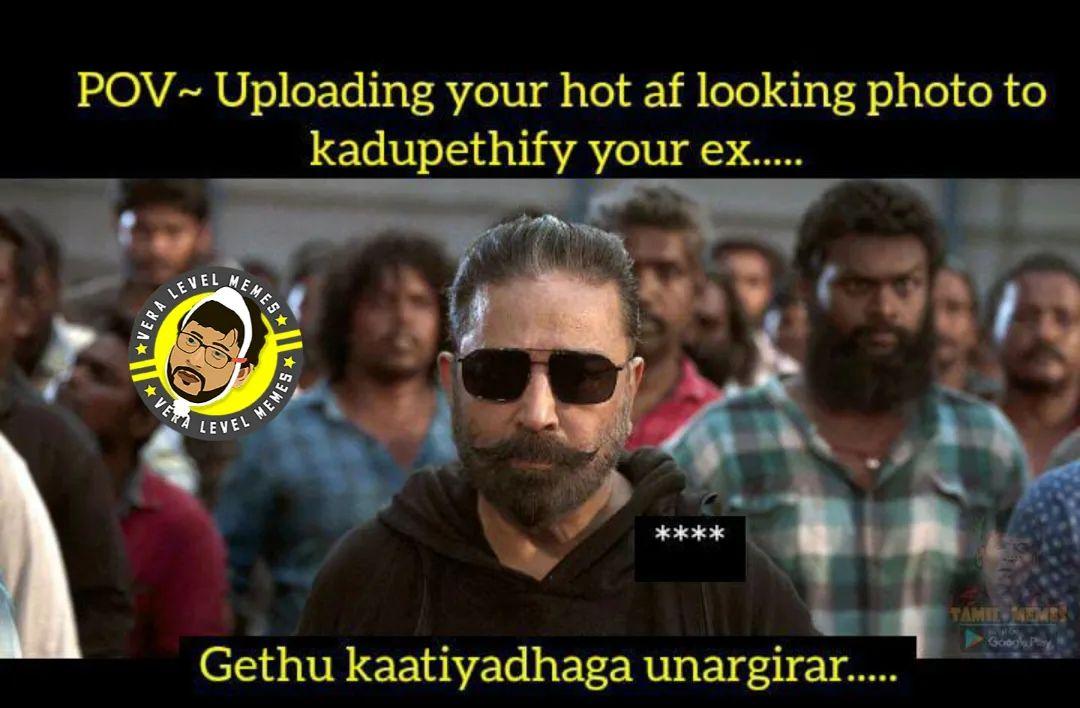 POV~ Uploading your hot af looking photo to
kadupethify your ex.....
VERA LEVEL MEMES
VERA LEVEL MEMES
****
TAMIL MEMES
Google Play
Gethu kaatiyadhaga unargirar.....